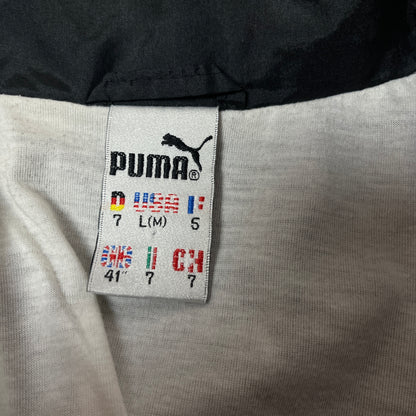 PUMA®
D USA F
7 L(M) 5
GB I CH
41" 7 7